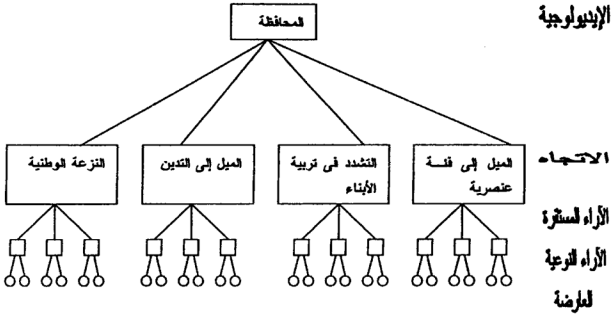 الإيديولوجية
المحافظة
الاتجاه
الميل إلى فئة
عنصرية
التشدد فى تربية
الأبناء
الميل إلى التدين
النزعة الوطنية
الآراء المستقرة
الآراء النوعية
العارضة